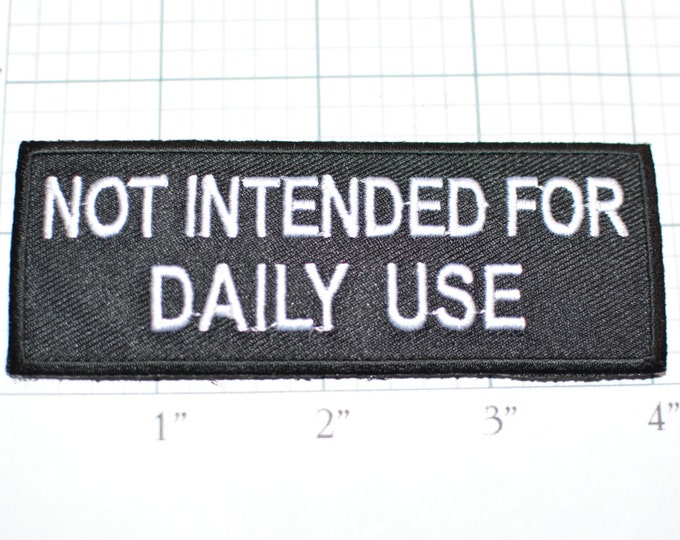 NOT INTENDED FOR
DAILY USE
1” 2” 3” 4”